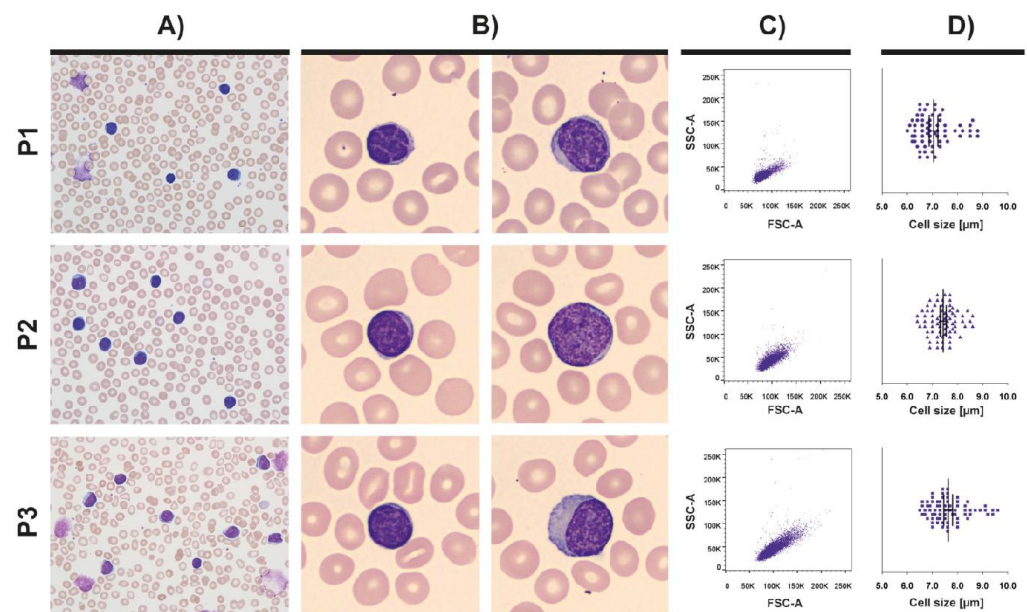 A) B) C) D)
P1
SSC-A
250K
200K
150K
100K
50K
0
0 50K 100K 150K 200K 250K
FSC-A
5.0 6.0 7.0 8.0 9.0 10.0
Cell size [µm]
P2
SSC-A
250K
200K
150K
100K
50K
0
0 50K 100K 150K 200K 250K
FSC-A
5.0 6.0 7.0 8.0 9.0 10.0
Cell size [µm]
P3
SSC-A
250K
200K
150K
100K
50K
0
0 50K 100K 150K 200K 250K
FSC-A
5.0 6.0 7.0 8.0 9.0 10.0
Cell size [µm]